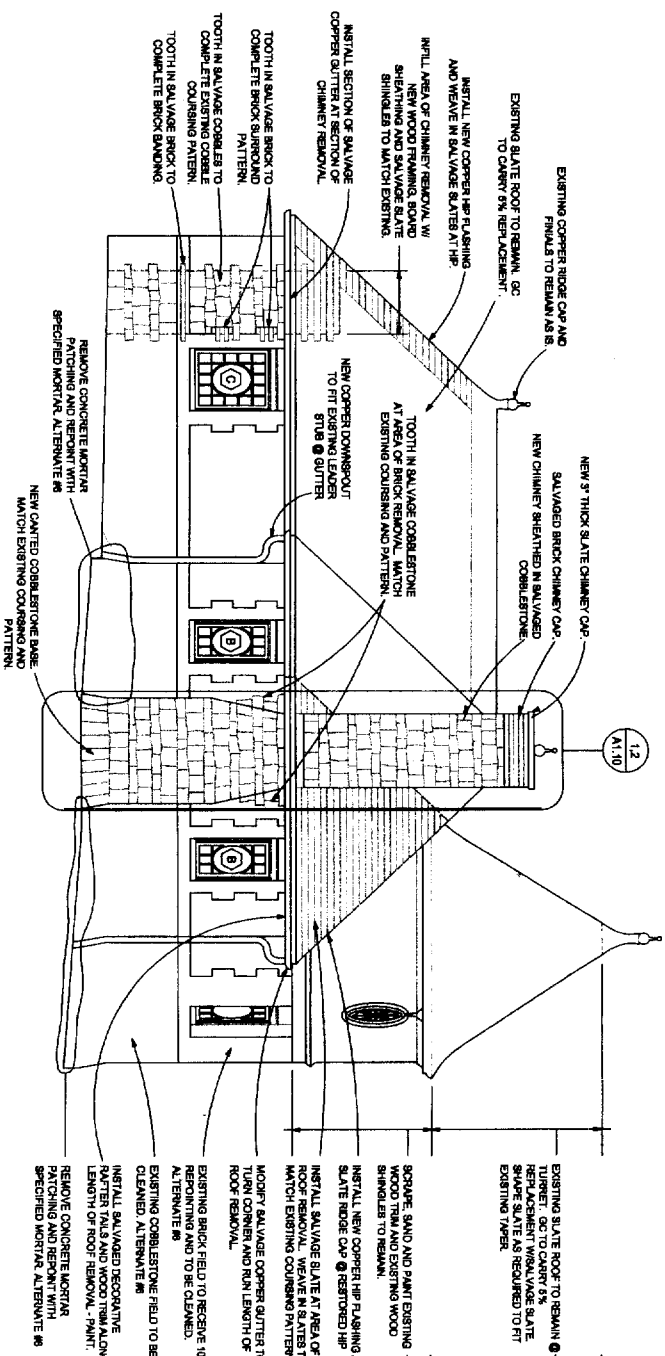 EXISTING COPPER RIDGE CAP AND
FINIALS TO REMAIN AS IS.
EXISTING SLATE ROOF TO REMAIN. GC
TO CARRY 5% REPLACEMENT.
INSTALL NEW COPPER HIP FLASHING
AND WEAVE IN SALVAGE SLATES AT HIP.
INFILL AREA OF CHIMNEY REMOVAL W/
NEW WOOD FRAMING, BOARD
SHEATHING AND SALVAGE SLATE
SHINGLES TO MATCH EXISTING.
INSTALL SECTION OF SALVAGE
COPPER GUTTER AT SECTION OF
CHIMNEY REMOVAL.
TOOTH IN SALVAGE BRICK TO
COMPLETE BRICK SURROUND
PATTERN.
TOOTH IN SALVAGE COBBLES TO
COMPLETE EXISTING COBBLE
COURSING PATERN.
TOOTH IN SALVAGE BRICK TO
COMPLETE BRICK BANDING.
NEW 3" THICK SLATE CHIMNEY CAP.
SALVAGED BRICK CHIMNEY CAP.
NEW CHIMNEY SHEATHED IN SALVAGED
COBBLESTONE.
TOOTH IN SALVAGE COBBLESTONE
AT AREA OF BRICK REMOVAL. MATCH
EXISTING COURSING AND PATTERN.
NEW COPPER DOWNSPOUT
TO FIT EXISTING LEADER
STUB @ GUTTER
C
B
B
REMOVE CONCRETE MORTAR
PATCHING AND REPOINT WITH
SPECIFIED MORTAR. ALTERNATE #6
NEW CANTED COBBLESTONE BASE.
MATCH EXISTING COURSING AND
PATTERN.
1,2
A1.10
EXISTING SLATE ROOF TO REMAIN @
TURRET. GC TO CARRY 5%
REPLACEMENT W/SALVAGE SLATE.
SHAPE SLATE AS REQUIRED TO FIT
EXISTING TAPER.
SCRAPE, SAND AND PAINT EXISTING
WOOD TRIM AND EXISTING WOOD
SHINGLES TO REMAIN.
INSTALL NEW COPPER HIP FLASHING.
SLATE RIDGE CAP @ RESTORED HIP
INSTALL SALVAGE SLATE AT AREA OF
ROOF REMOVAL. WEAVE IN SLATES T
MATCH EXISTING COURSING PATTERN
MODIFY SALVAGE COPPER GUTTER T
TURN CORNER AND RUN LENGTH OF
ROOF REMOVAL.
EXISTING BRICK FIELD TO RECEIVE 10
REPOINTING AND TO BE CLEANED.
ALTERNATE #6
EXISTING COBBLESTONE FIELD TO BE
CLEANED. ALTERNATE #6
INSTALL SALVAGED DECORATIVE
RAFTER TAILS AND WOOD TRIM ALON
LENGTH OF ROOF REMOVAL - PAINT.
REMOVE CONCRETE MORTAR
PATCHING AND REPOINT WITH
SPECIFIED MORTAR. ALTERNATE #6